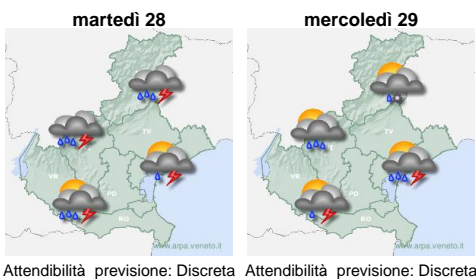 martedì 28
mercoledì 29
TV
VR
PD
RO
www.arpa.veneto.it
TV
VR
PD
RO
www.arpa.veneto.it
Attendibilità previsione: Discreta
Attendibilità previsione: Discreta